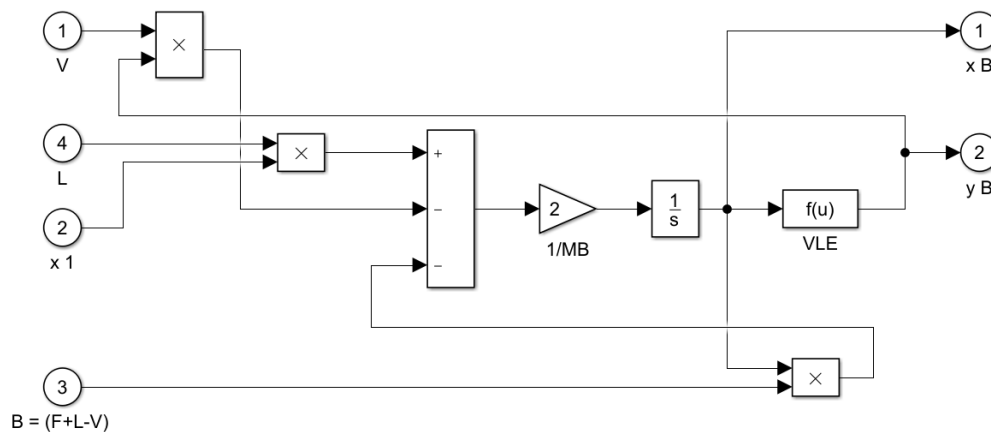 1
V
×
1
x B
4
L
×
+
−
−
2
1/MB
1
s
f(u)
VLE
2
y B
2
x 1
3
B = (F+L-V)
×